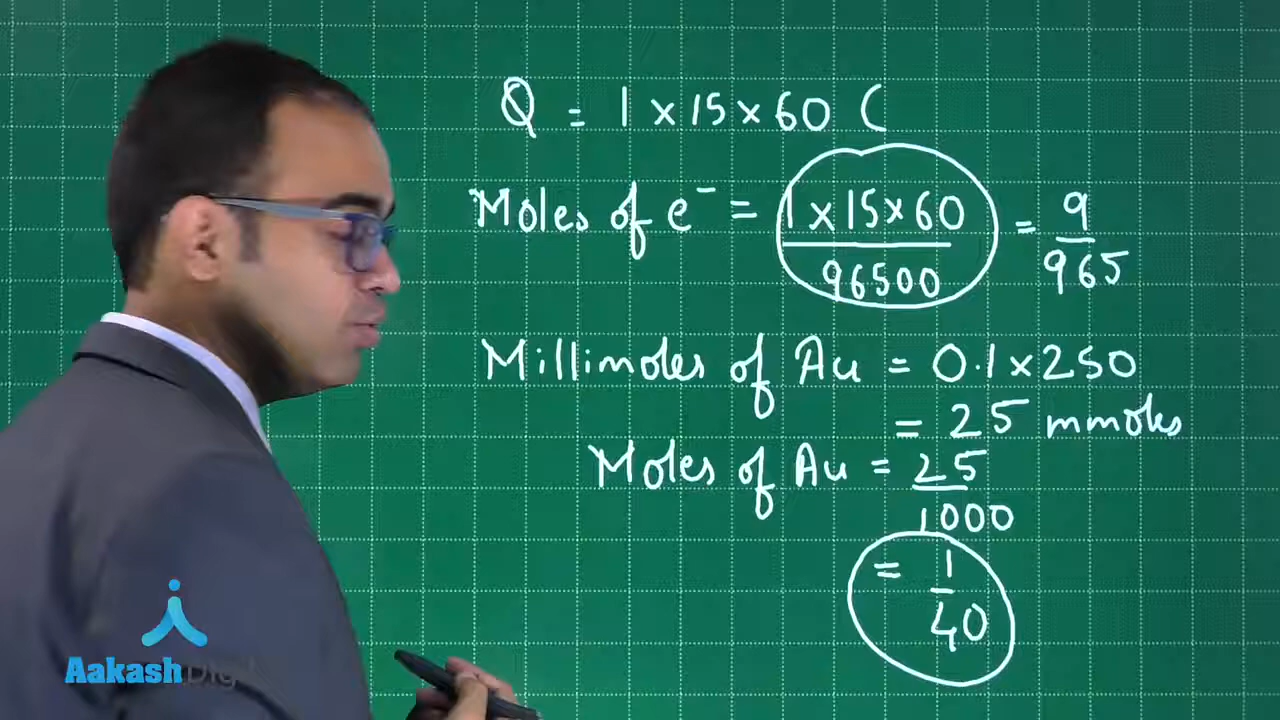 Q = 1 × 15 × 60 C
Moles of e⁻ = 1 × 15 × 60 / 96500 = 9 / 965
Millimoles of Au = 0.1 × 250
= 25 mmoles
Moles of Au = 25 / 1000
= 1 / 40
Aakash Digi